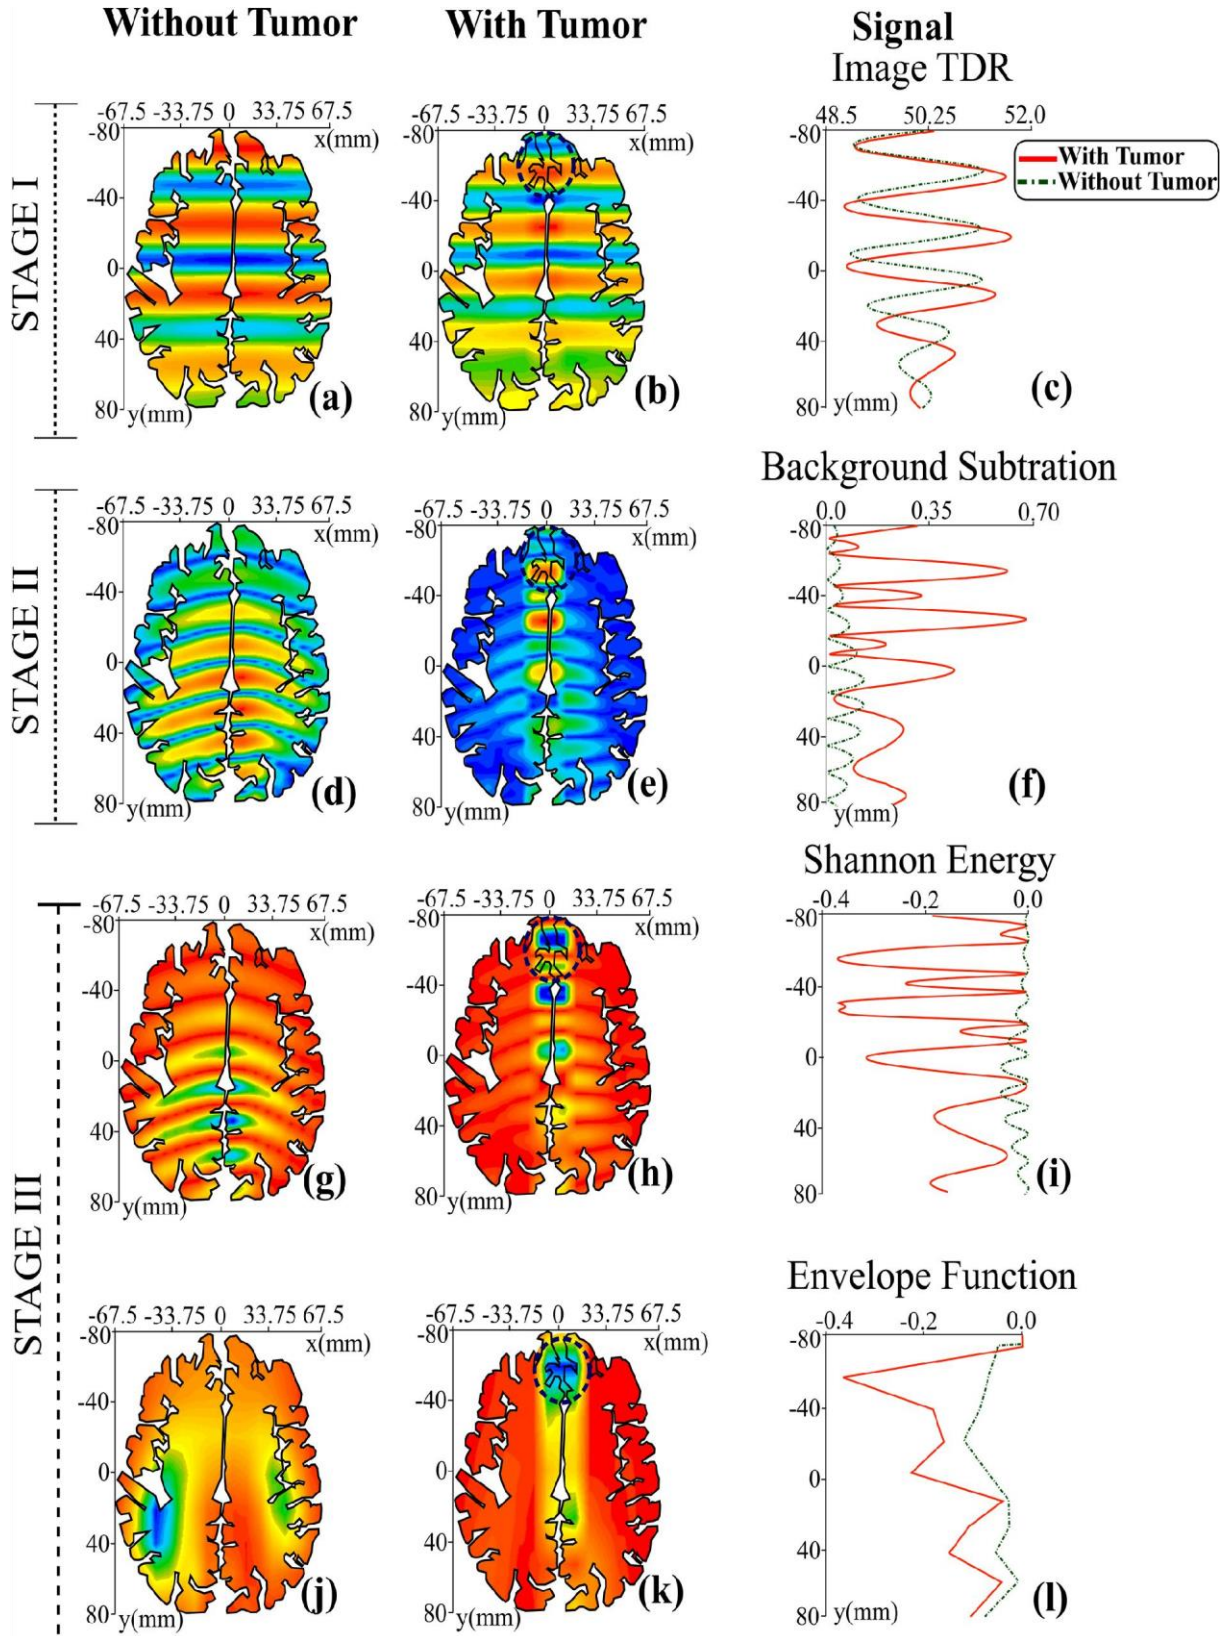 Without Tumor With Tumor Signal
Image TDR
STAGE I
-67.5 -33.75 0 33.75 67.5
x(mm)
-80
-40
0
40
80
y(mm)
(a)
-67.5 -33.75 0 33.75 67.5
x(mm)
-80
-40
0
40
80
y(mm)
(b)
48.5 50.25 52.0
-80
-40
0
40
80
y(mm)
With Tumor
Without Tumor
(c)
Background Subtration
STAGE II
-67.5 -33.75 0 33.75 67.5
x(mm)
-80
-40
0
40
80
y(mm)
(d)
-67.5 -33.75 0 33.75 67.5
x(mm)
-80
-40
0
40
80
y(mm)
(e)
0.0 0.35 0.70
-80
-40
0
40
80
y(mm)
(f)
Shannon Energy
STAGE III
-67.5 -33.75 0 33.75 67.5
x(mm)
-80
-40
0
40
80
y(mm)
(g)
-67.5 -33.75 0 33.75 67.5
x(mm)
-80
-40
0
40
80
y(mm)
(h)
-0.4 -0.2 0.0
-80
-40
0
40
80
(i)
Envelope Function
-67.5 -33.75 0 33.75 67.5
x(mm)
-80
-40
0
40
80
y(mm)
(j)
-67.5 -33.75 0 33.75 67.5
x(mm)
-80
-40
0
40
80
y(mm)
(k)
-0.4 -0.2 0.0
-80
-40
0
40
80
y(mm)
(l)